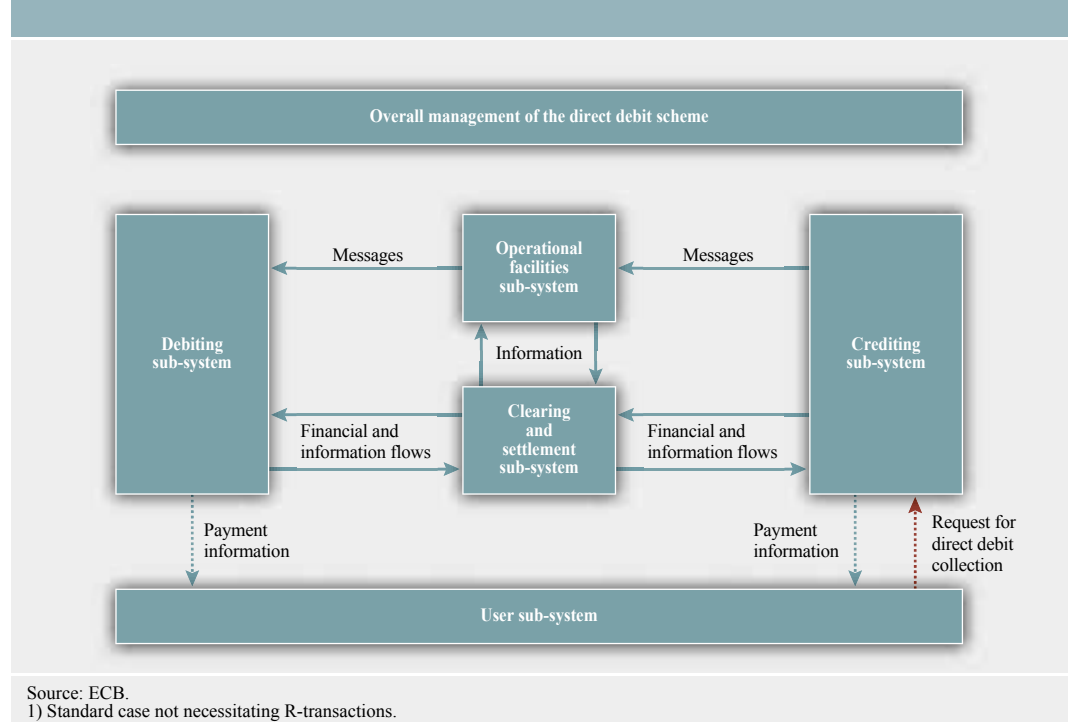 Overall management of the direct debit scheme
Messages
Operational
facilities
sub-system
Messages
Debiting
sub-system
Information
Crediting
sub-system
Financial and
information flows
Clearing
and
settlement
sub-system
Financial and
information flows
Payment
information
Payment
information
Request for
direct debit
collection
User sub-system
Source: ECB.
1) Standard case not necessitating R-transactions.